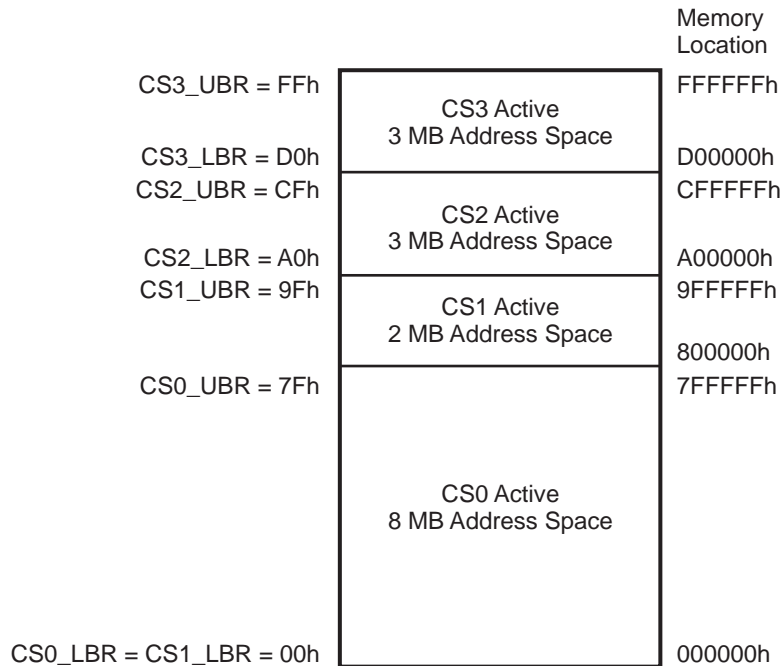 Memory
Location
CS3_UBR = FFh
FFFFFFh
CS3 Active
3 MB Address Space
CS3_LBR = D0h
D00000h
CS2_UBR = CFh
CFFFFFh
CS2 Active
3 MB Address Space
CS2_LBR = A0h
A00000h
CS1_UBR = 9Fh
9FFFFFh
CS1 Active
2 MB Address Space
800000h
CS0_UBR = 7Fh
7FFFFFh
CS0 Active
8 MB Address Space
CS0_LBR = CS1_LBR = 00h
000000h